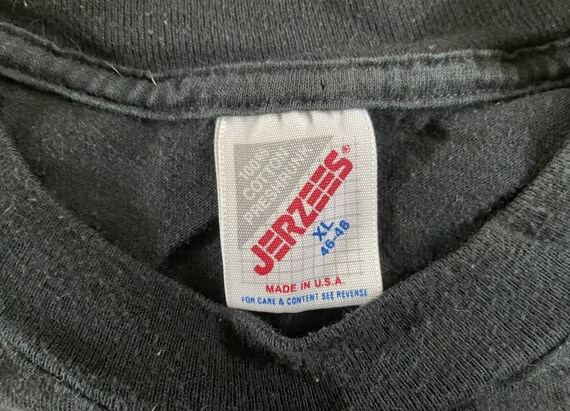 100%
COTTON
PRESHRUNK
JERZEES®
XL
46-48
MADE IN U.S.A.
FOR CARE & CONTENT SEE REVERSE